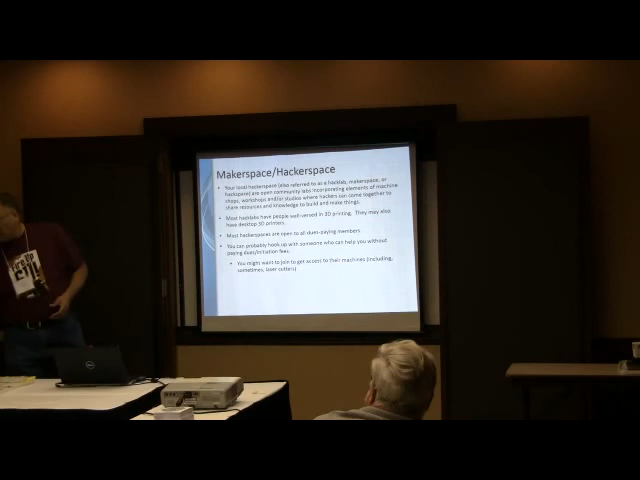 Makerspace/Hackerspace
Your local hackerspace (also referred to as a hacklab, makerspace, or
hackspace) are open community labs incorporating elements of machine
shops, workshops and/or studios where hackers can come together to
share resources and knowledge to build and make things.
Most hacklabs have people well-versed in 3D printing. They may also
have desktop 3D printers.
Most hackerspaces are open to all dues-paying members
You can probably hook up with someone who can help you without
paying dues/initiation fees.
You might want to join to get access to their machines (including,
sometimes, laser cutters)